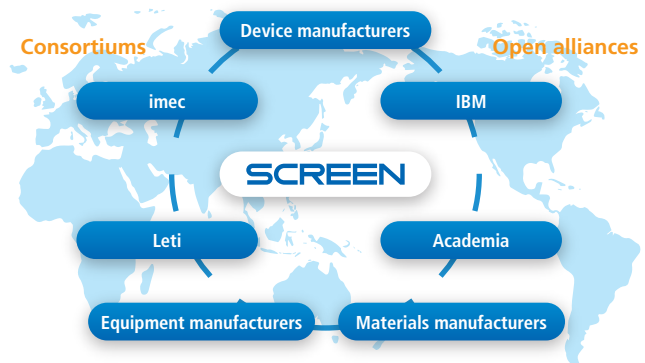 Device manufacturers
Consortiums
Open alliances
imec
IBM
SCREEN
Leti
Academia
Equipment manufacturers
Materials manufacturers